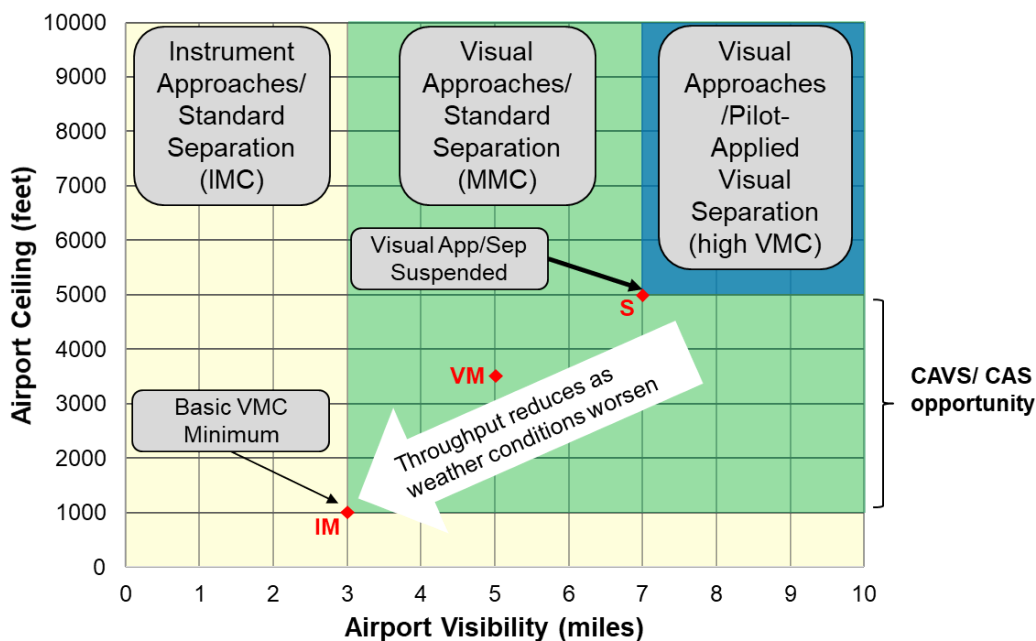 Airport Ceiling (feet)
10000
9000
8000
7000
6000
5000
4000
3000
2000
1000
0
Instrument
Approaches/
Standard
Separation
(IMC)
Visual
Approaches/
Standard
Separation
(MMC)
Visual
Approaches
/Pilot-
Applied
Visual
Separation
(high VMC)
Visual App/Sep
Suspended
S
VM
Basic VMC
Minimum
IM
Throughput reduces as
weather conditions worsen
CAVS/ CAS
opportunity
0 1 2 3 4 5 6 7 8 9 10
Airport Visibility (miles)